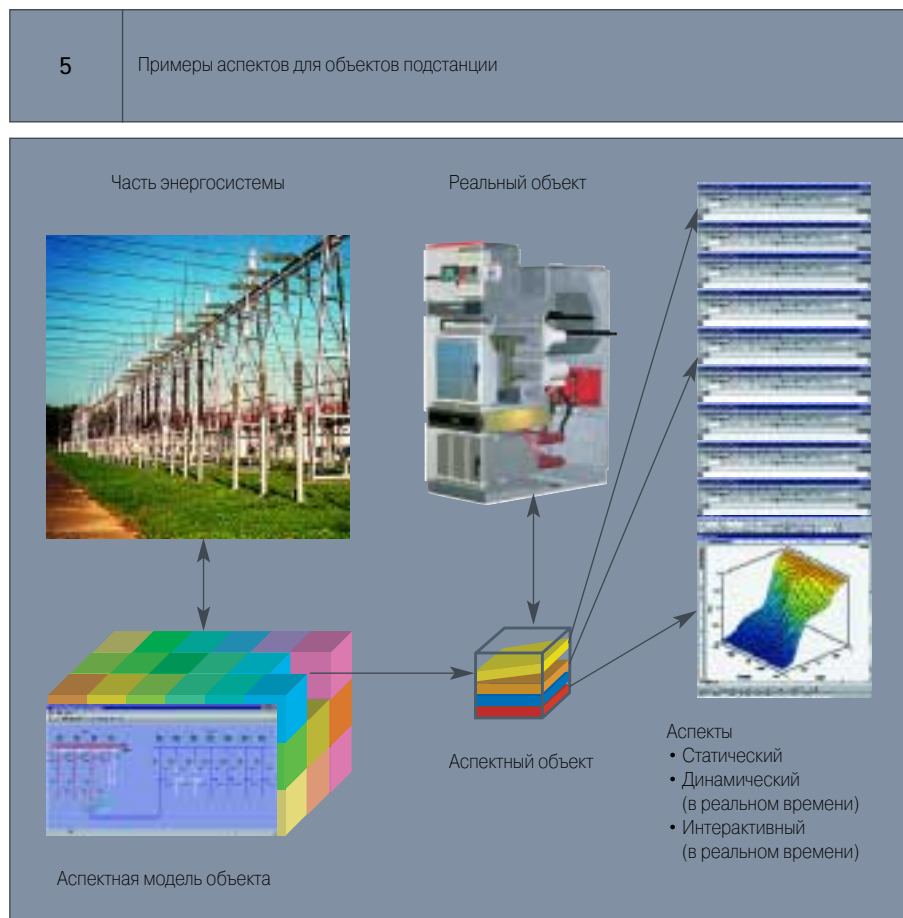 5
Примеры аспектов для объектов подстанции
Часть энергосистемы
Реальный объект
Аспектный объект
Аспекты
• Статический
• Динамический
(в реальном времени)
• Интерактивный
(в реальном времени)
Аспектная модель объекта